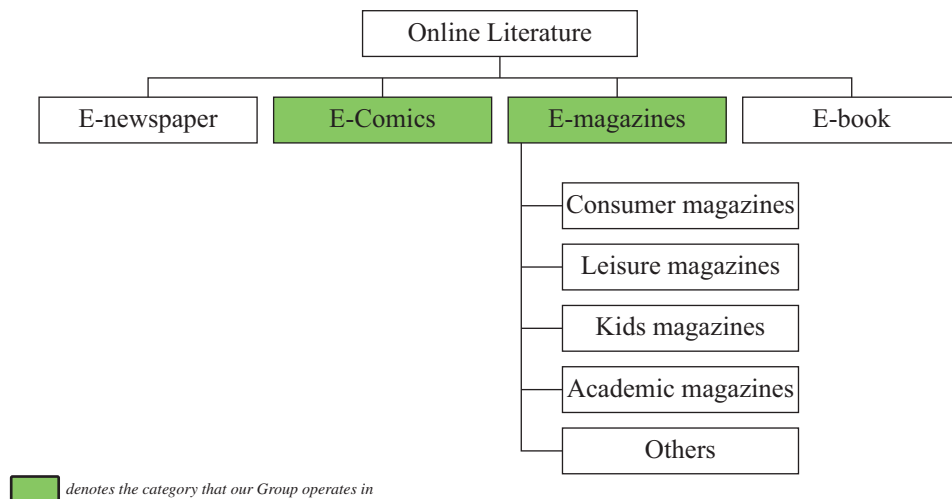 Online Literature
E-newspaper
E-Comics
E-magazines
E-book
Consumer magazines
Leisure magazines
Kids magazines
Academic magazines
Others
denotes the category that our Group operates in